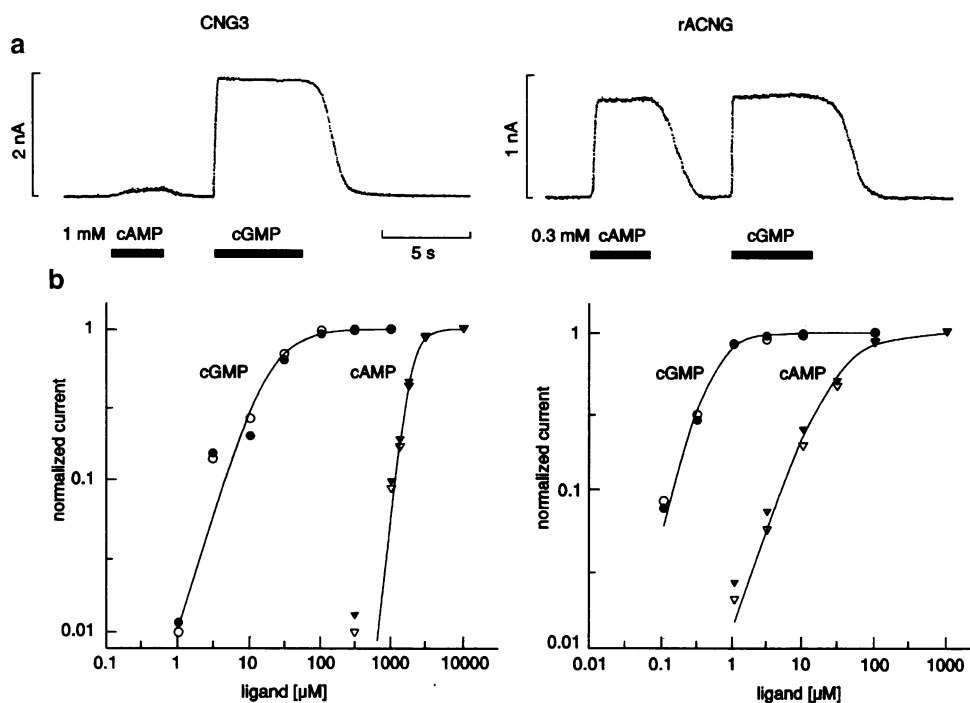 CNG3
rACNG
a
2 nA
1 nA
1 mM cAMP
cGMP
5 s
0.3 mM cAMP
cGMP
b
normalized current
1
0.1
0.01
cGMP
cAMP
0.1
1
10
100
1000
10000
ligand [µM]
normalized current
1
0.1
0.01
cGMP
cAMP
0.01
0.1
1
10
100
1000
ligand [µM]